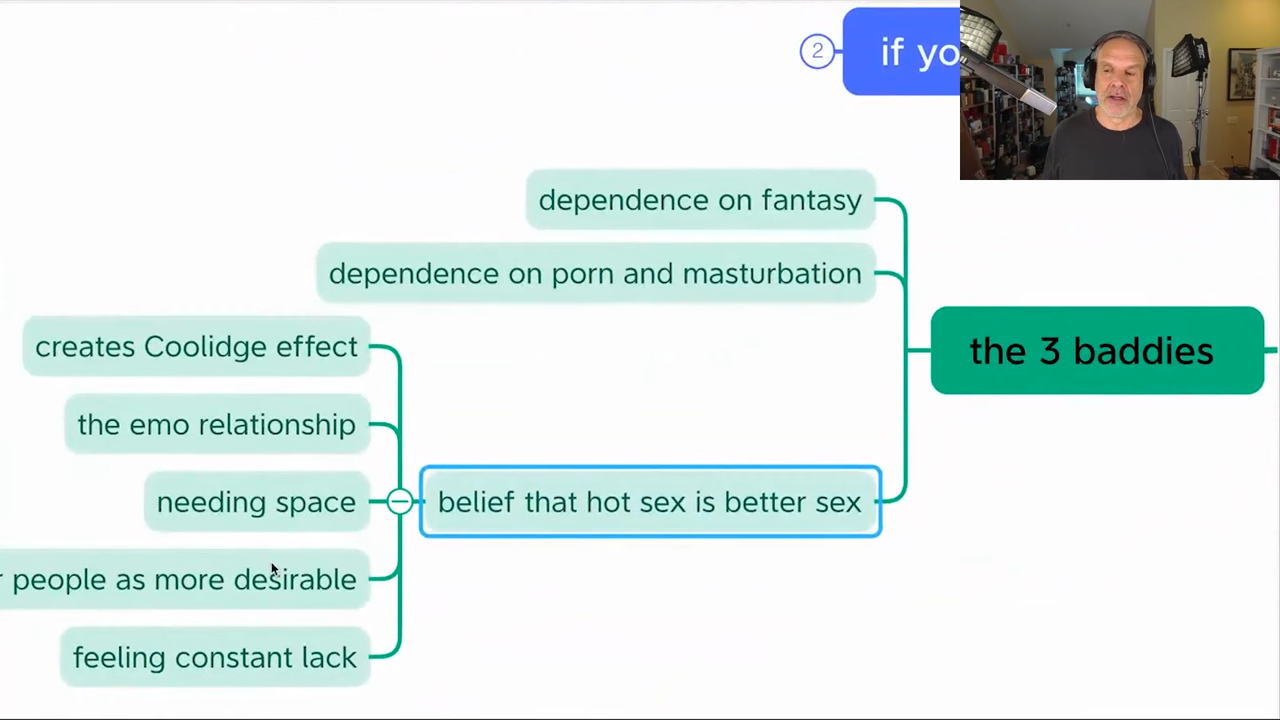 2
if yo
dependence on fantasy
dependence on porn and masturbation
the 3 baddies
creates Coolidge effect
the emo relationship
needing space
belief that hot sex is better sex
people as more desirable
feeling constant lack